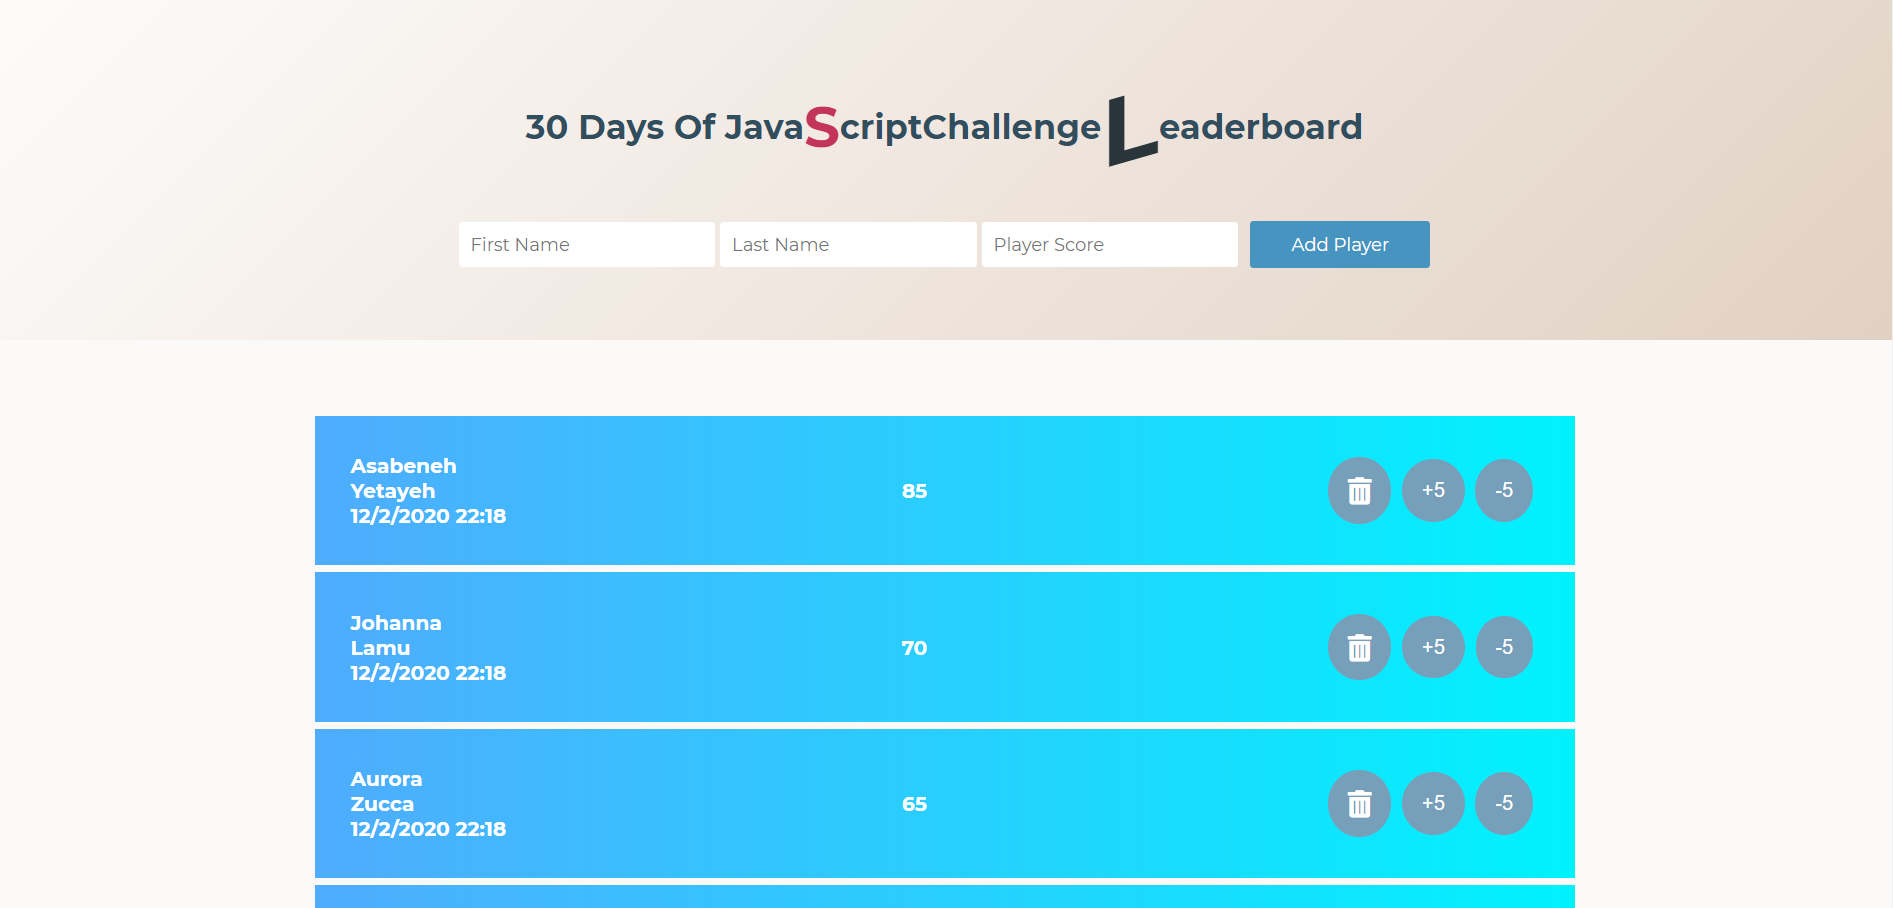 30 Days Of JavaScriptChallenge Leaderboard
First Name Last Name Player Score Add Player
Asabeneh
Yetayeh
12/2/2020 22:18
85
+5 -5
Johanna
Lamu
12/2/2020 22:18
70
+5 -5
Aurora
Zucca
12/2/2020 22:18
65
+5 -5